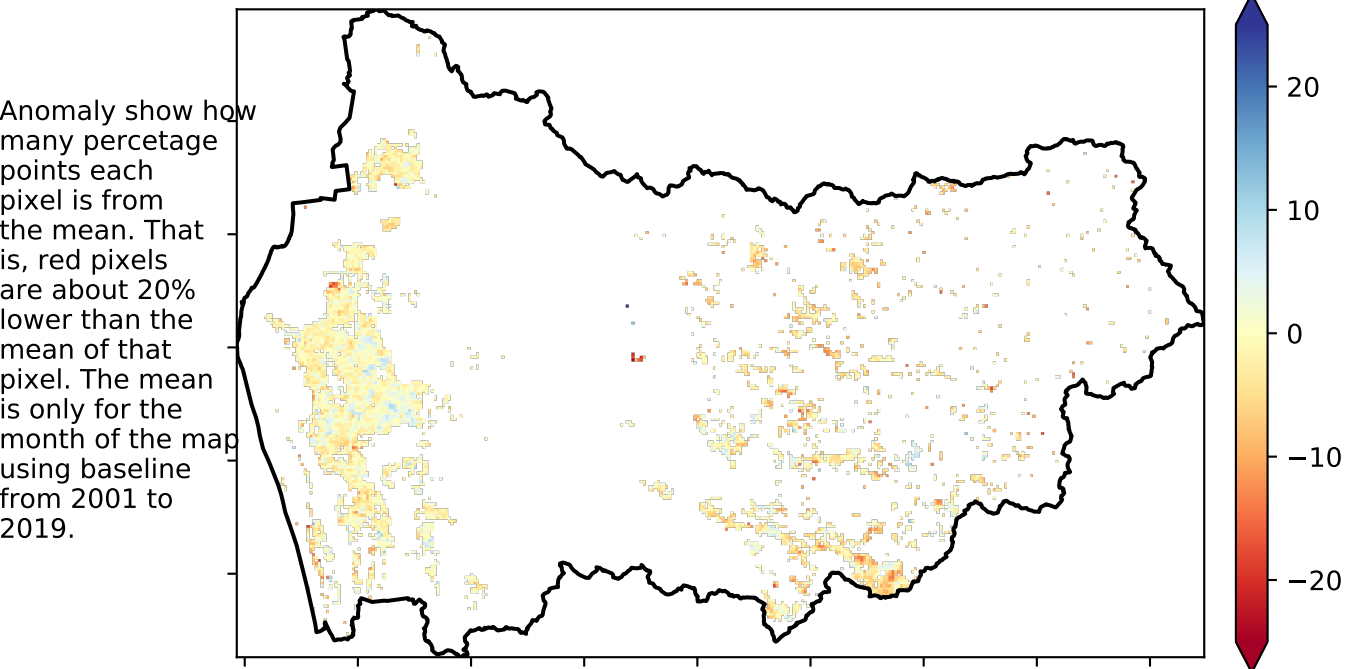 Anomaly show how
many percetage
points each
pixel is from
the mean. That
is, red pixels
are about 20%
lower than the
mean of that
pixel. The mean
is only for the
month of the map
using baseline
from 2001 to
2019.
20
10
0
−10
−20